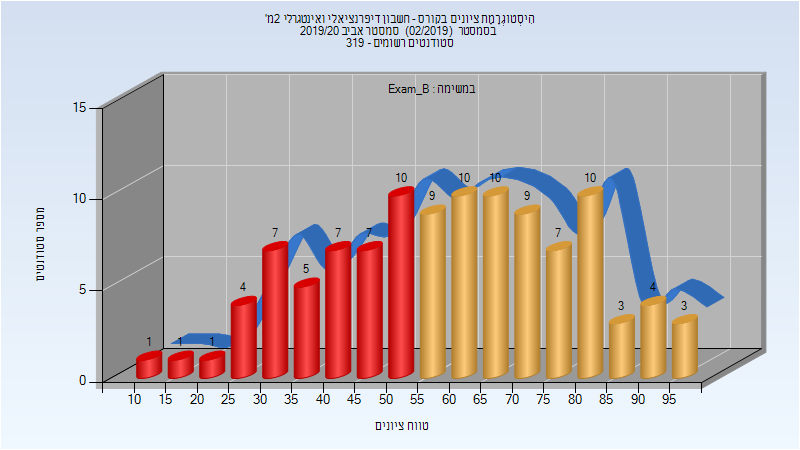 הִיסְטוֹגְרָמַת ציונים בקורס - חשבון דיפרנציאלי ואינטגרלי 2מ'
בסמסטר (02/2019) סמסטר אביב 2019/20
סטודנטים רשומים - 319
במשימה : Exam_B
מספר סטודנטים
15
10
5
0
1 1 1 4 7 5 7 7 10 9 10 10 9 7 10 3 4 3
10 15 20 25 30 35 40 45 50 55 60 65 70 75 80 85 90 95
טווח ציונים